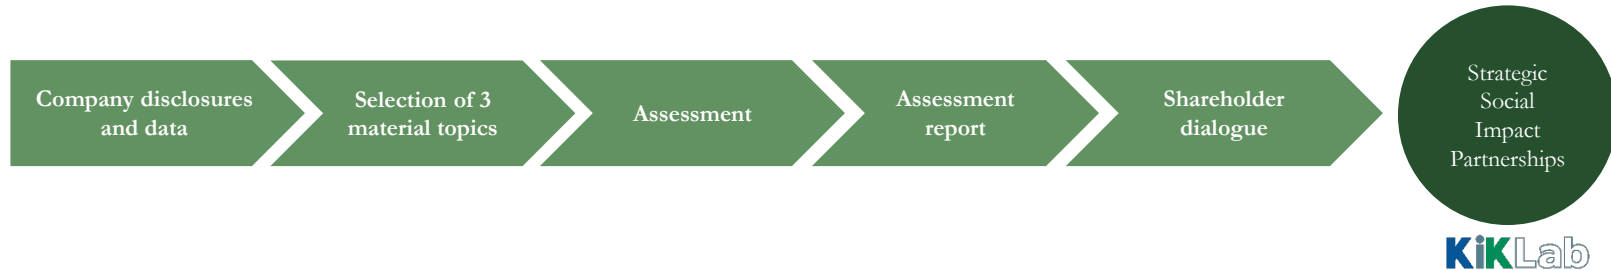 Company disclosures
and data
Selection of 3
material topics
Assessment
Assessment
report
Shareholder
dialogue
Strategic
Social
Impact
Partnerships
KiKLab